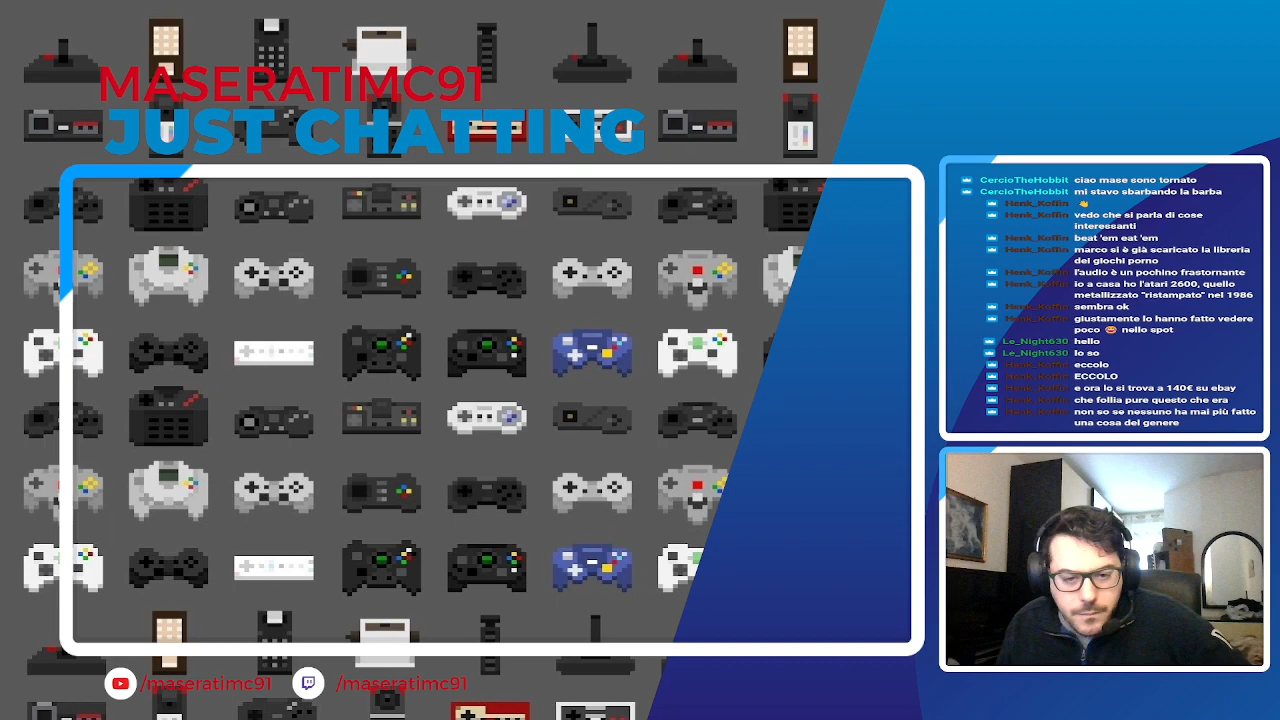 MASERATIMC91
JUST CHATTING
CercioTheHobbit ciao mase sono tornato
CercioTheHobbit mi stavo sbarbando la barba
Henk_Koffin 👋
Henk_Koffin vedo che si parla di cose
interessanti
Henk_Koffin beat 'em eat 'em
Henk_Koffin marco si è già scaricato la libreria
dei giochi porno
Henk_Koffin l'audio è un pochino frastornante
Henk_Koffin io a casa ho l'atari 2600, quello
metallizzato "ristampato" nel 1986
Henk_Koffin sembra ok
Henk_Koffin giustamente lo hanno fatto vedere
poco 🤣 nello spot
Le_Night630 hello
Le_Night630 lo so
Henk_Koffin eccolo
Henk_Koffin ECCOLO
Henk_Koffin e ora lo si trova a 140€ su ebay
Henk_Koffin che follia pure questo che era
Henk_Koffin non so se nessuno ha mai più fatto
una cosa del genere
/maseratimc91 /maseratimc91